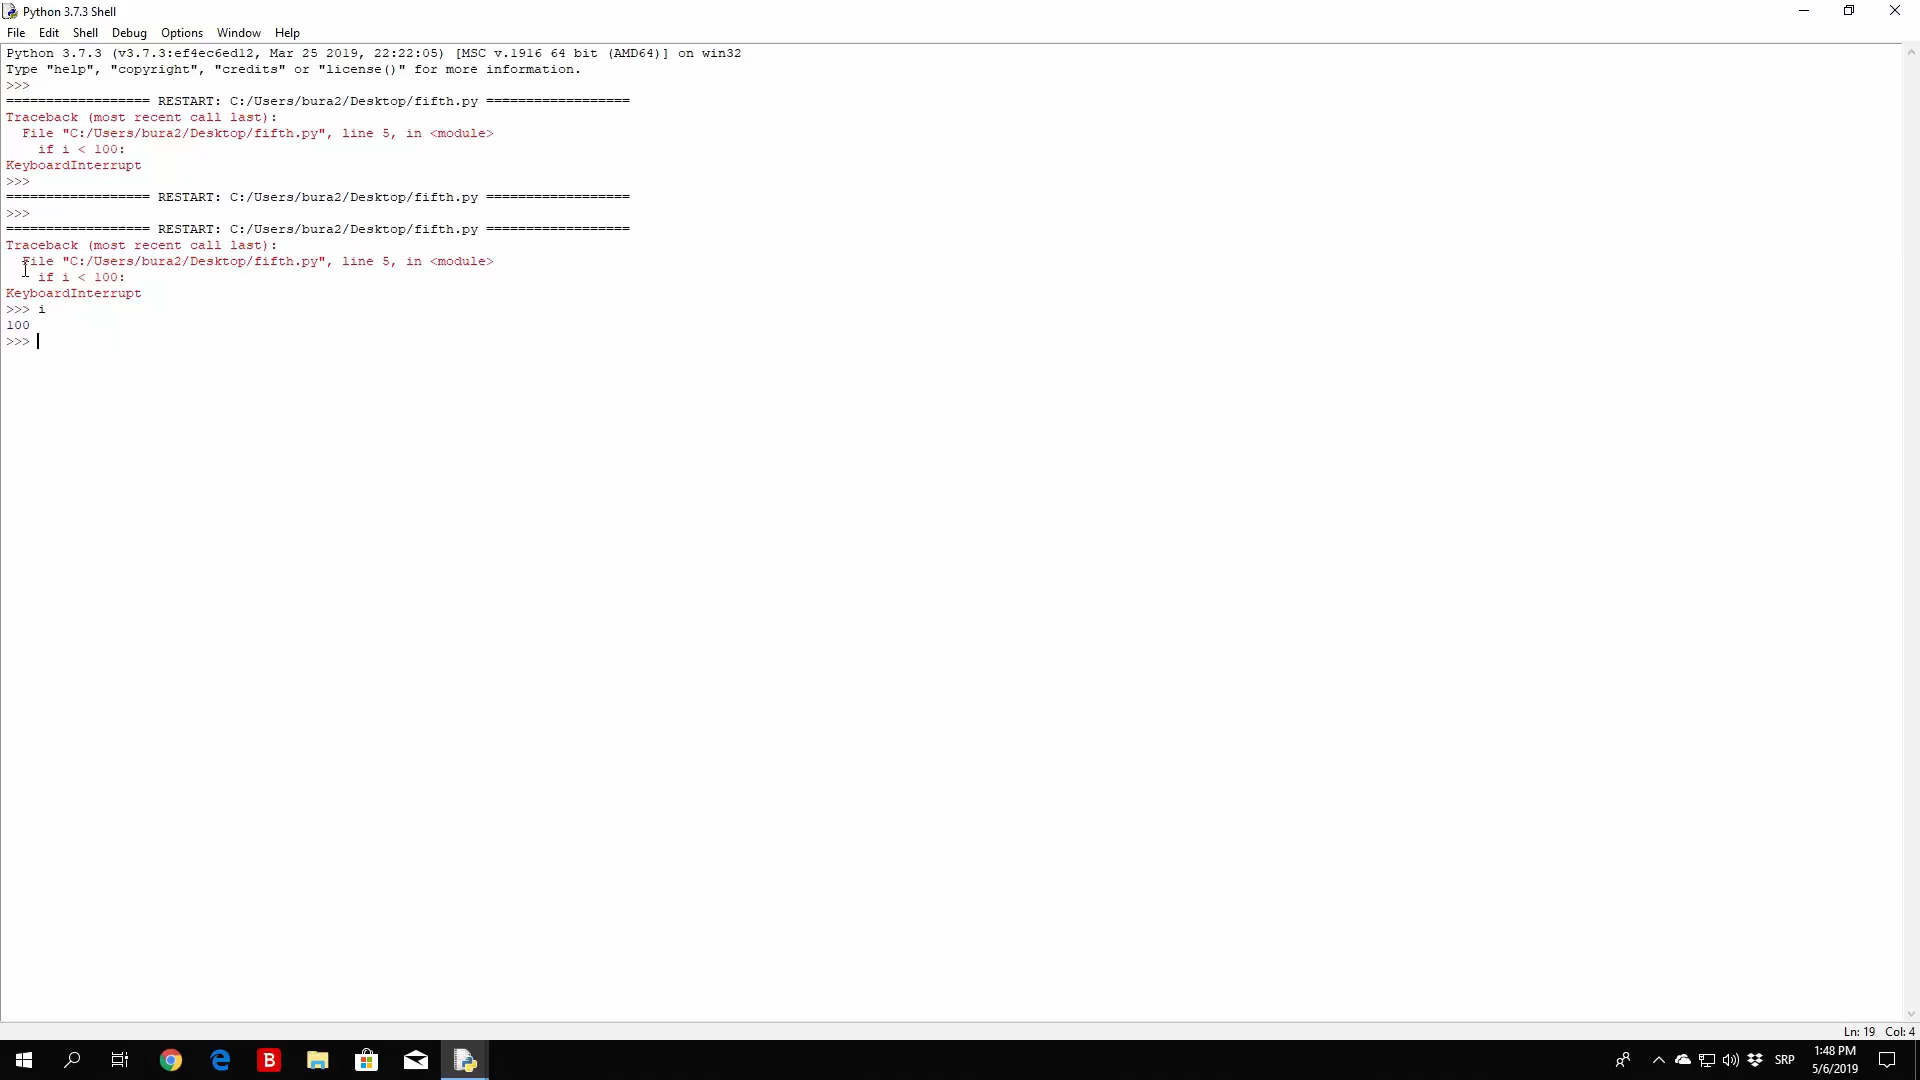 Python 3.7.3 Shell
File Edit Shell Debug Options Window Help
Python 3.7.3 (v3.7.3:ef4ec6ed12, Mar 25 2019, 22:22:05) [MSC v.1916 64 bit (AMD64)] on win32
Type "help", "copyright", "credits" or "license()" for more information.
>>>
================== RESTART: C:/Users/bura2/Desktop/fifth.py ==================
Traceback (most recent call last):
  File "C:/Users/bura2/Desktop/fifth.py", line 5, in <module>
    if i < 100:
KeyboardInterrupt
>>>
================== RESTART: C:/Users/bura2/Desktop/fifth.py ==================
>>>
================== RESTART: C:/Users/bura2/Desktop/fifth.py ==================
Traceback (most recent call last):
  File "C:/Users/bura2/Desktop/fifth.py", line 5, in <module>
    if i < 100:
KeyboardInterrupt
>>> i
100
>>>
Ln: 19 Col: 4
B
SRP
1:48 PM
5/6/2019